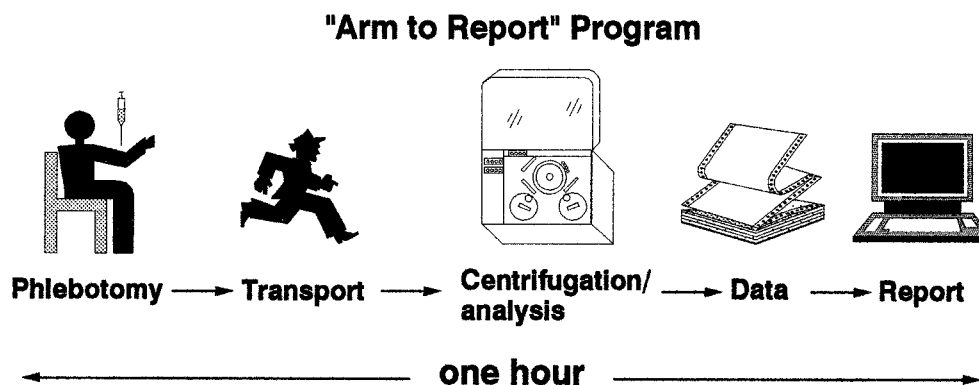 "Arm to Report" Program
Phlebotomy
Transport
Centrifugation/
analysis
Data
Report
one hour